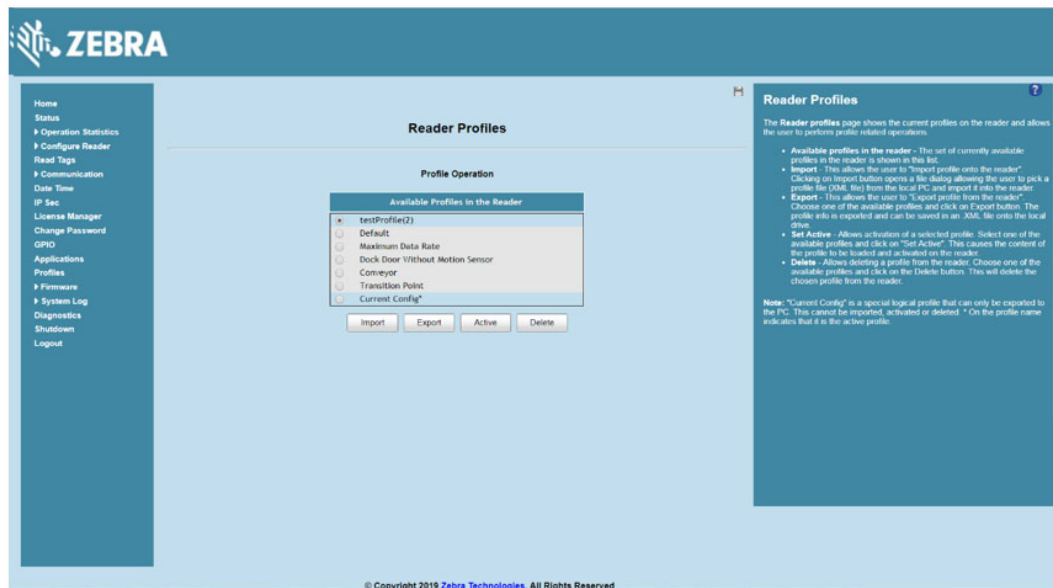 ZEBRA
Home
Status
Operation Statistics
Configure Reader
Read Tags
Communication
Date Time
IP Sec
License Manager
Change Password
GPIO
Applications
Profiles
Firmware
System Log
Diagnostics
Shutdown
Logout
Reader Profiles
Profile Operation
Available Profiles in the Reader
testProfile(2)
Default
Maximum Data Rate
Dock Door Without Motion Sensor
Conveyor
Transition Point
Current Config*
Import Export Active Delete
?
Reader Profiles
The Reader profiles page shows the current profiles on the reader and allows
the user to perform profile related operations.
• Available profiles in the reader - The set of currently available
profiles in the reader is shown in this list.
• Import - This allows the user to "Import profile onto the reader".
Clicking on Import button opens a file dialog allowing the user to pick a
profile file (XML file) from the local PC and import it into the reader.
• Export - This allows the user to "Export profile from the reader".
Choose one of the available profiles and click on Export button. The
profile info is exported and can be saved in an .XML file onto the local
drive.
• Set Active - Allows activation of a selected profile. Select one of the
available profiles and click on "Set Active". This causes the content of
the profile to be loaded and activated on the reader.
• Delete - Allows deleting a profile from the reader. Choose one of the
available profiles and click on the Delete button. This will delete the
chosen profile from the reader.
Note: "Current Config" is a special logical profile that can only be exported to
the PC. This cannot be imported, activated or deleted. * On the profile name
indicates that it is the active profile.
© Copyright 2019 Zebra Technologies. All Rights Reserved